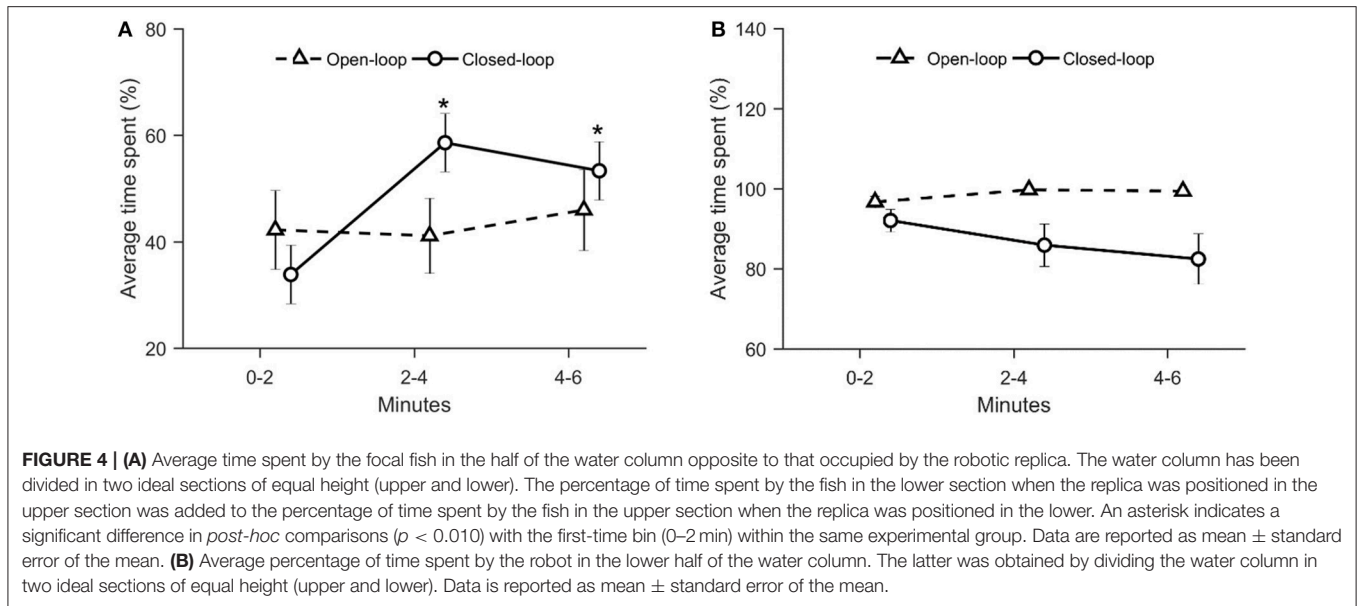 A
80
60
40
20
Average time spent (%)
Open-loop
Closed-loop
*
*
0-2
2-4
4-6
Minutes
B
140
120
100
80
60
Average time spent (%)
Open-loop
Closed-loop
0-2
2-4
4-6
Minutes
FIGURE 4 | (A) Average time spent by the focal fish in the half of the water column opposite to that occupied by the robotic replica. The water column has been
divided in two ideal sections of equal height (upper and lower). The percentage of time spent by the fish in the lower section when the replica was positioned in the
upper section was added to the percentage of time spent by the fish in the upper section when the replica was positioned in the lower. An asterisk indicates a
significant difference in post-hoc comparisons (p < 0.010) with the first-time bin (0–2 min) within the same experimental group. Data are reported as mean ± standard
error of the mean. (B) Average percentage of time spent by the robot in the lower half of the water column. The latter was obtained by dividing the water column in
two ideal sections of equal height (upper and lower). Data is reported as mean ± standard error of the mean.